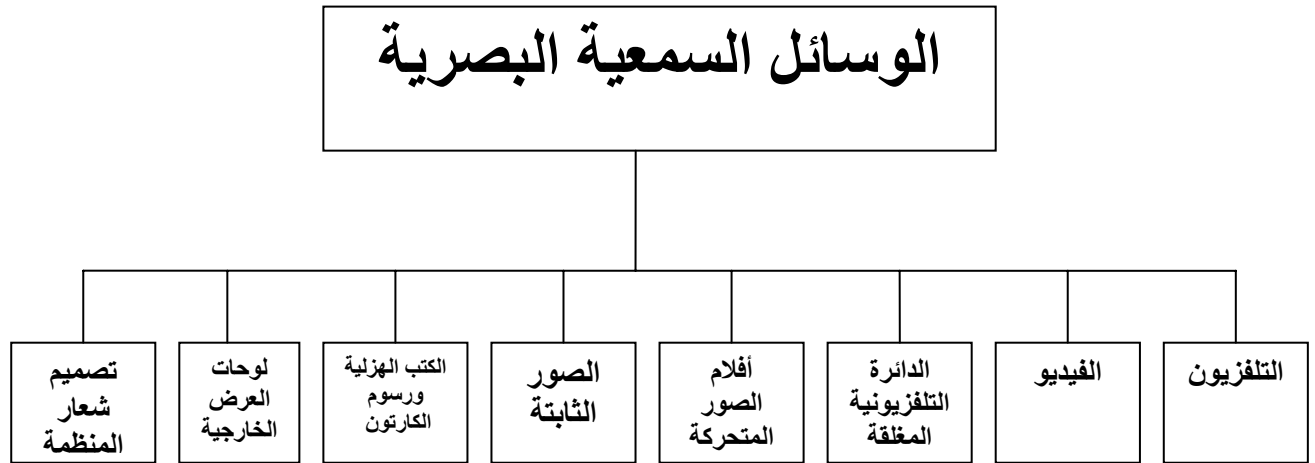 الوسائل السمعية البصرية
التلفزيون
الفيديو
الدائرة
التلفزيونية
المغلقة
أفلام
الصور
المتحركة
الصور
الثابتة
الكتب الهزلية
ورسوم
الكارتون
لوحات
العرض
الخارجية
تصميم
شعار
المنظمة